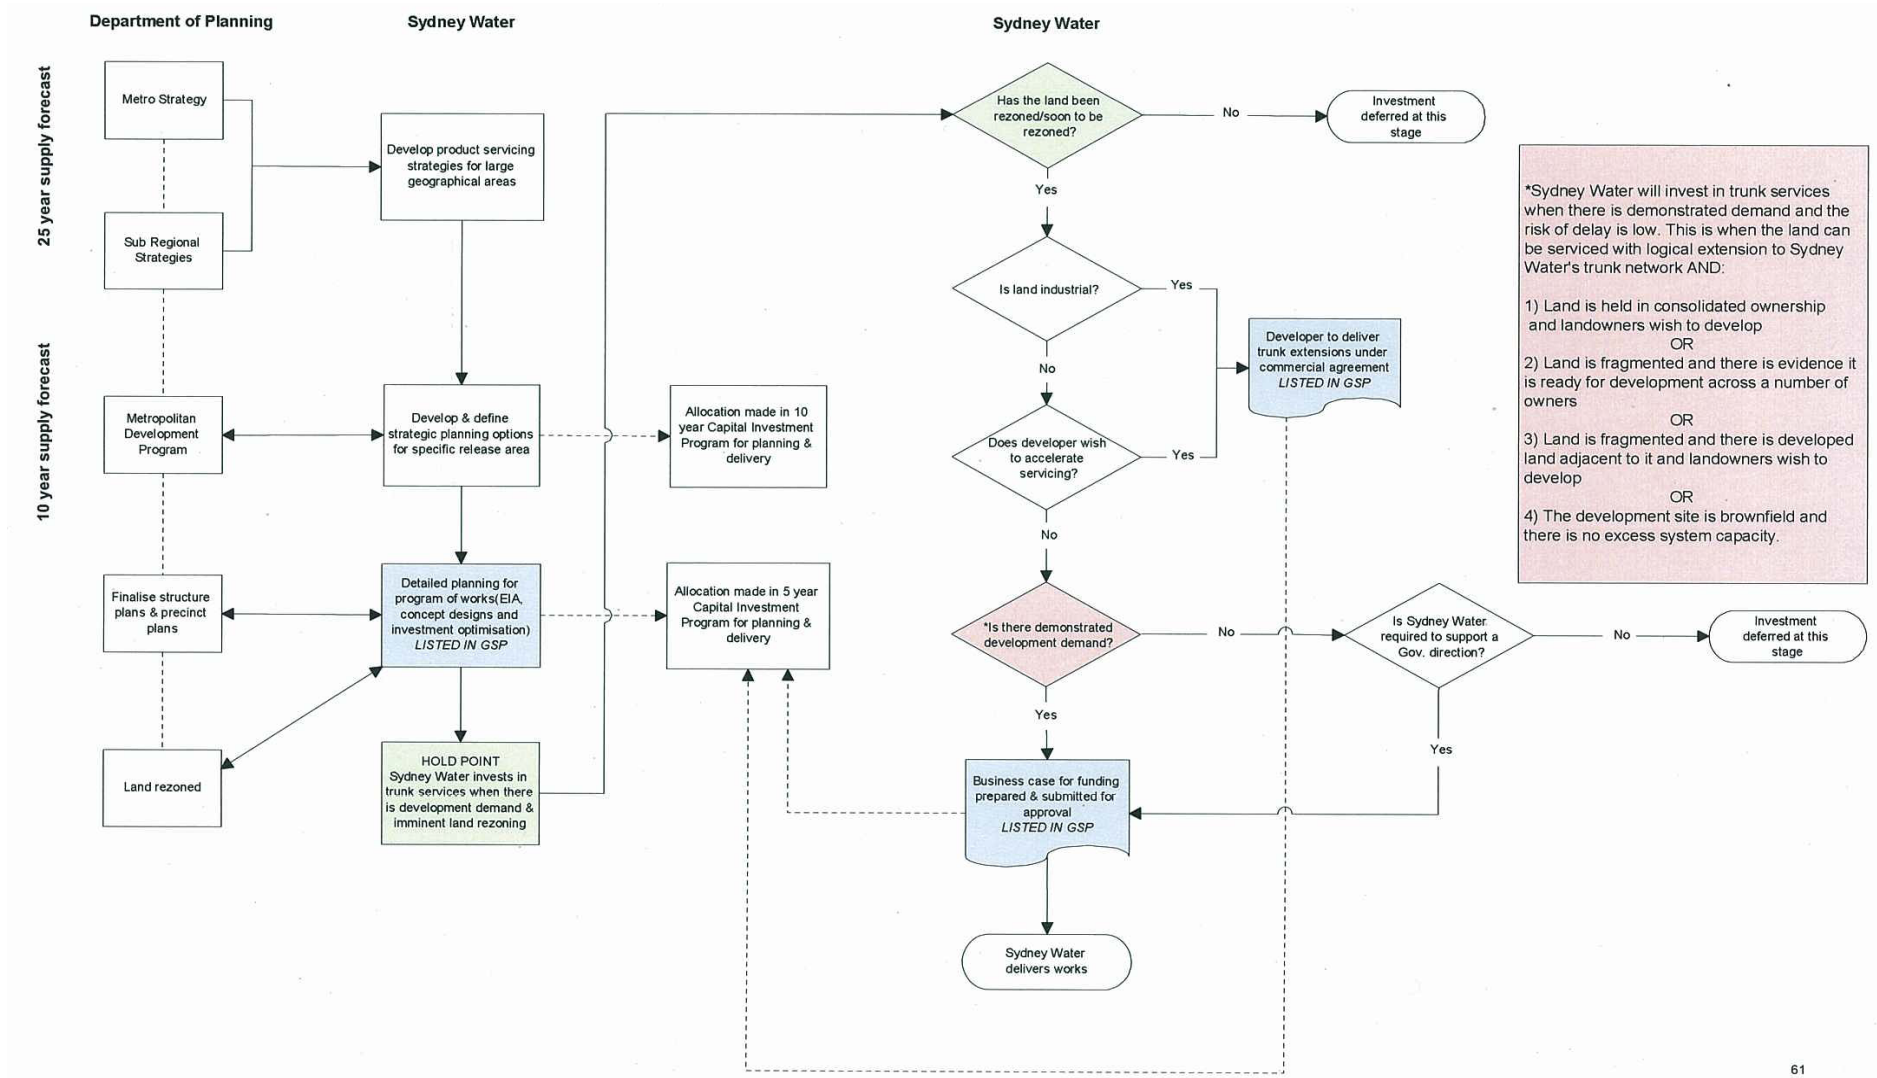 Department of Planning
Sydney Water
Sydney Water
25 year supply forecast
10 year supply forecast
Metro Strategy
Sub Regional
Strategies
Metropolitan
Development
Program
Finalise structure
plans & precinct
plans
Land rezoned
Develop product servicing
strategies for large
geographical areas
Develop & define
strategic planning options
for specific release area
Detailed planning for
program of works(EIA,
concept designs and
investment optimisation)
LISTED IN GSP
HOLD POINT
Sydney Water invests in
trunk services when there
is development demand &
imminent land rezoning
Allocation made in 10
year Capital Investment
Program for planning &
delivery
Allocation made in 5 year
Capital Investment
Program for planning &
delivery
Has the land been
rezoned/soon to be
rezoned?
No
Investment
deferred at this
stage
Yes
Is land industrial?
Yes
No
Developer to deliver
trunk extensions under
commercial agreement
LISTED IN GSP
Does developer wish
to accelerate
servicing?
Yes
No
*Is there demonstrated
development demand?
No
Is Sydney Water
required to support a
Gov. direction?
No
Investment
deferred at this
stage
Yes
Yes
Business case for funding
prepared & submitted for
approval
LISTED IN GSP
Sydney Water
delivers works
*Sydney Water will invest in trunk services
when there is demonstrated demand and the
risk of delay is low. This is when the land can
be serviced with logical extension to Sydney
Water's trunk network AND:
1) Land is held in consolidated ownership
and landowners wish to develop
OR
2) Land is fragmented and there is evidence it
is ready for development across a number of
owners
OR
3) Land is fragmented and there is developed
land adjacent to it and landowners wish to
develop
OR
4) The development site is brownfield and
there is no excess system capacity.
61